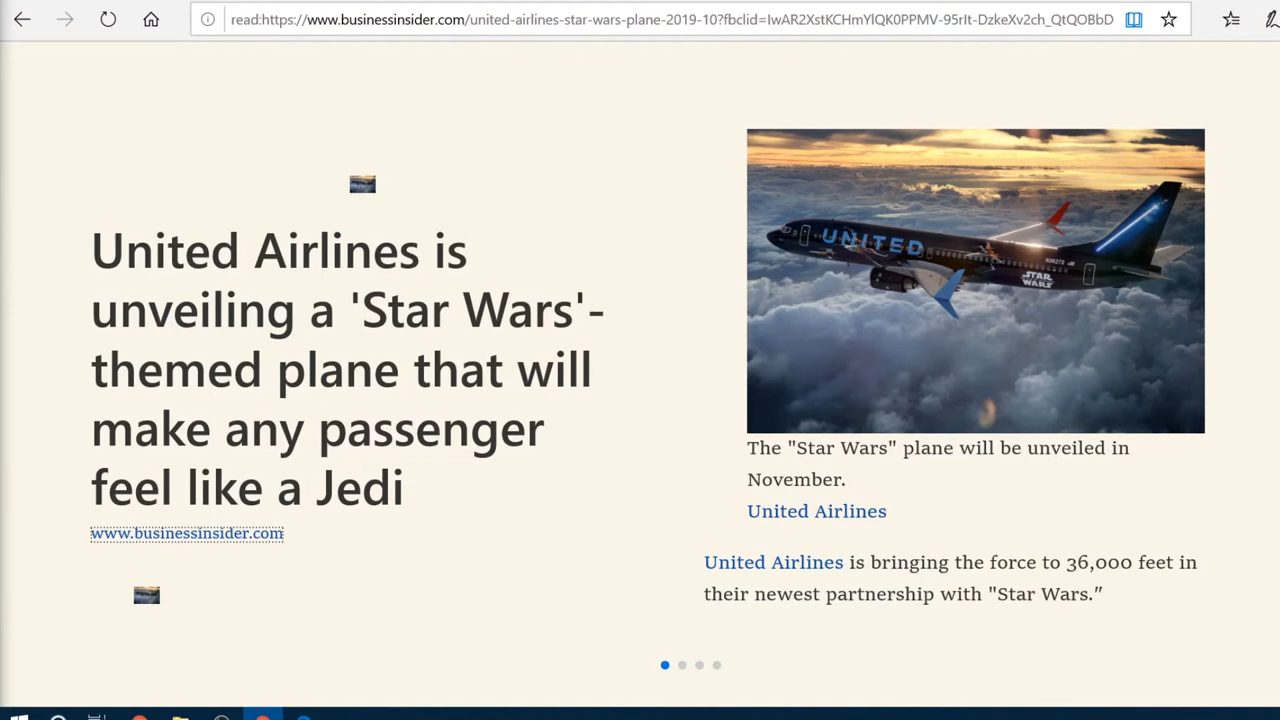 read:https://www.businessinsider.com/united-airlines-star-wars-plane-2019-10?fbclid=IwAR2XstKCHmYlQK0PPMV-95rIt-DzkeXv2ch_QtQOBbD
United Airlines is
unveiling a 'Star Wars'-
themed plane that will
make any passenger
feel like a Jedi
www.businessinsider.com
UNITED
N36272
STAR
WARS
The "Star Wars" plane will be unveiled in
November.
United Airlines
United Airlines is bringing the force to 36,000 feet in
their newest partnership with "Star Wars."